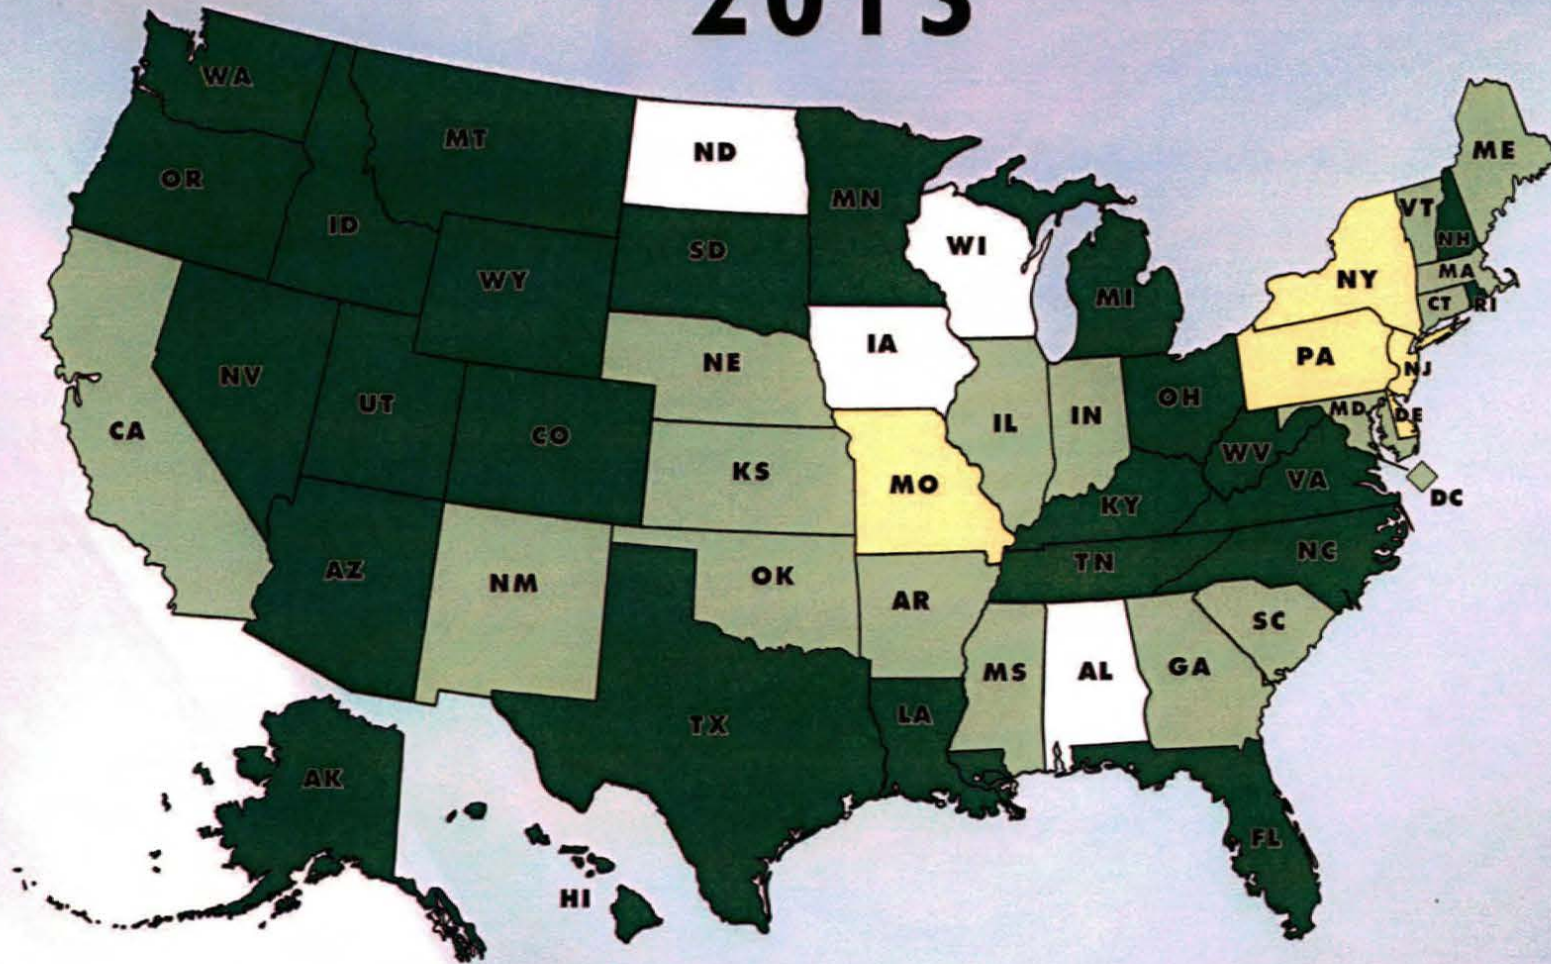 2013
WA
MT
ND
MN
OR
ID
SD
WI
WY
MI
ME
VT
NH
NY
MA
CT
RI
IA
NE
PA
NJ
NV
UT
CO
CA
IL
IN
OH
MD
DE
KS
MO
WV
VA
DC
KY
AZ
NM
OK
AR
TN
NC
SC
MS
AL
GA
TX
LA
AK
FL
HI